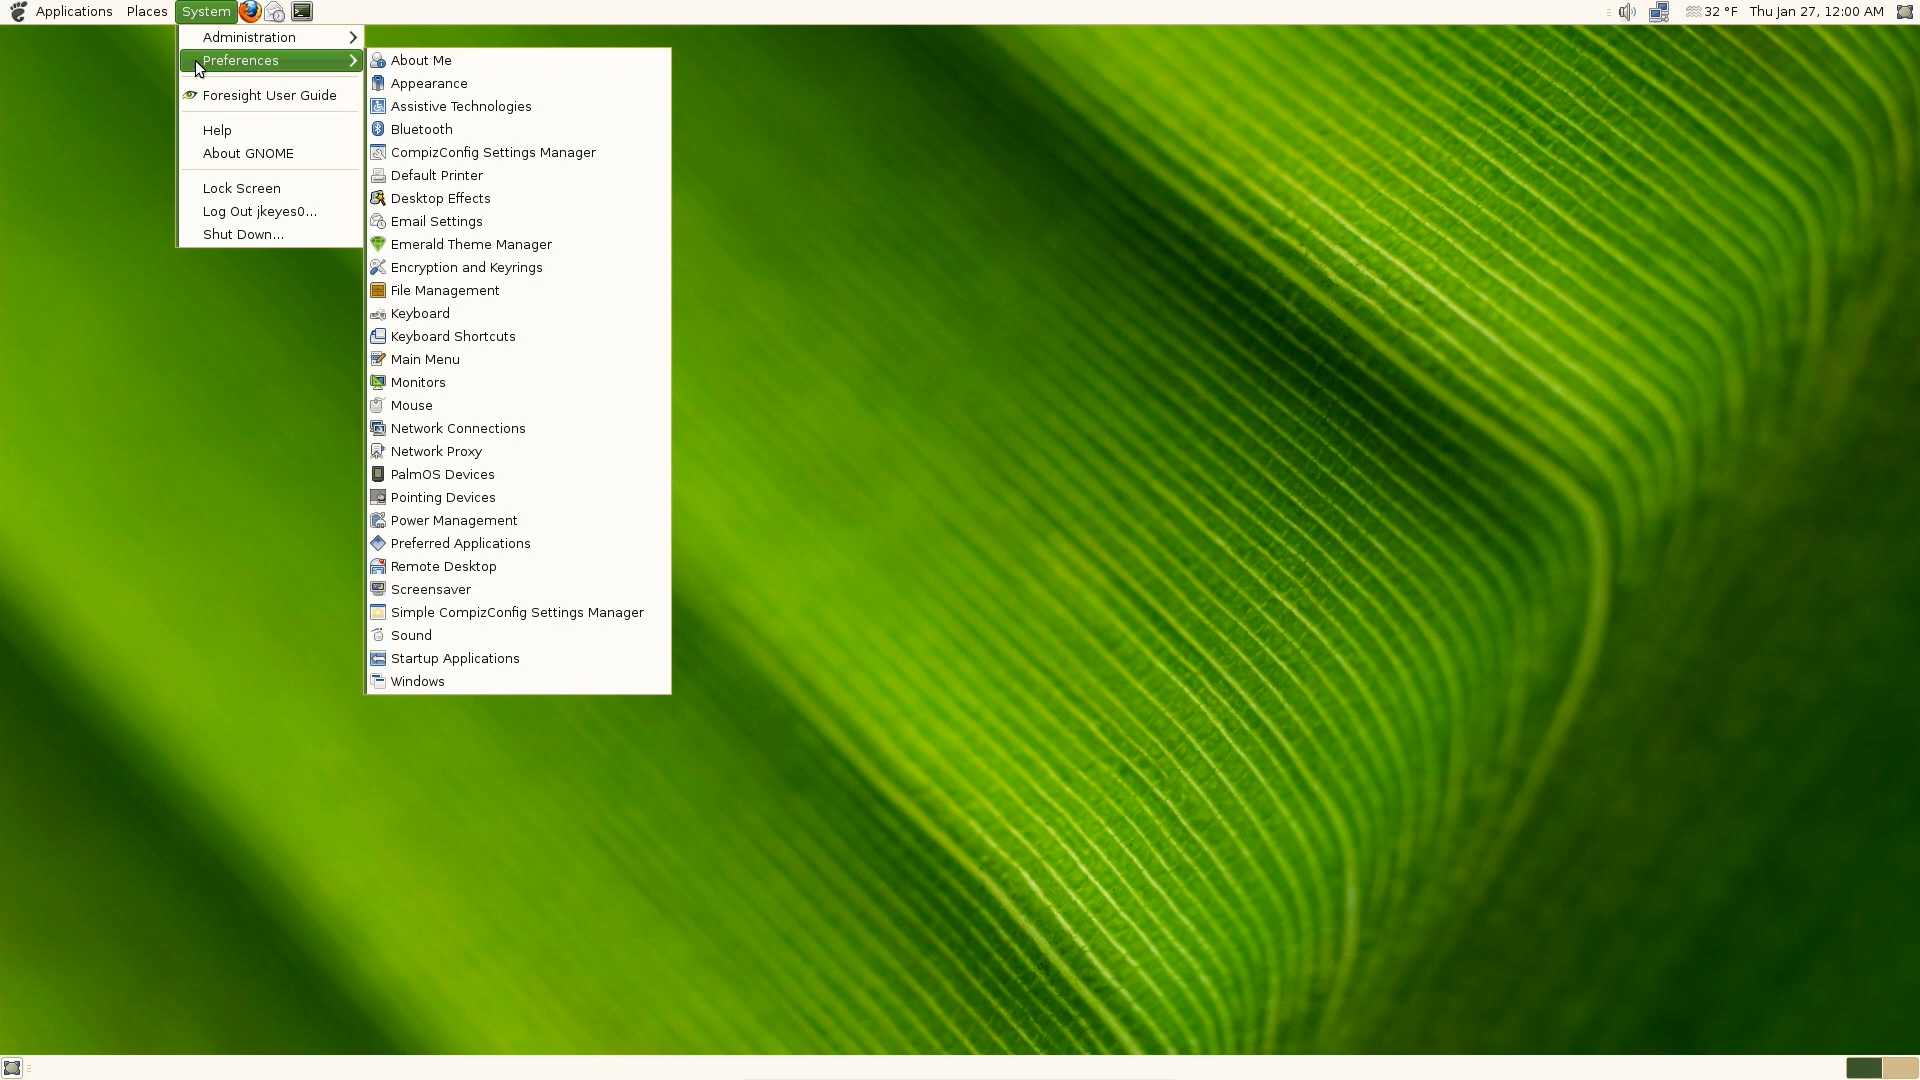 Applications Places System 32 °F Thu Jan 27, 12:00 AM
Administration
Preferences
Foresight User Guide
Help
About GNOME
Lock Screen
Log Out jkeyes0...
Shut Down...
About Me
Appearance
Assistive Technologies
Bluetooth
CompizConfig Settings Manager
Default Printer
Desktop Effects
Email Settings
Emerald Theme Manager
Encryption and Keyrings
File Management
Keyboard
Keyboard Shortcuts
Main Menu
Monitors
Mouse
Network Connections
Network Proxy
PalmOS Devices
Pointing Devices
Power Management
Preferred Applications
Remote Desktop
Screensaver
Simple CompizConfig Settings Manager
Sound
Startup Applications
Windows